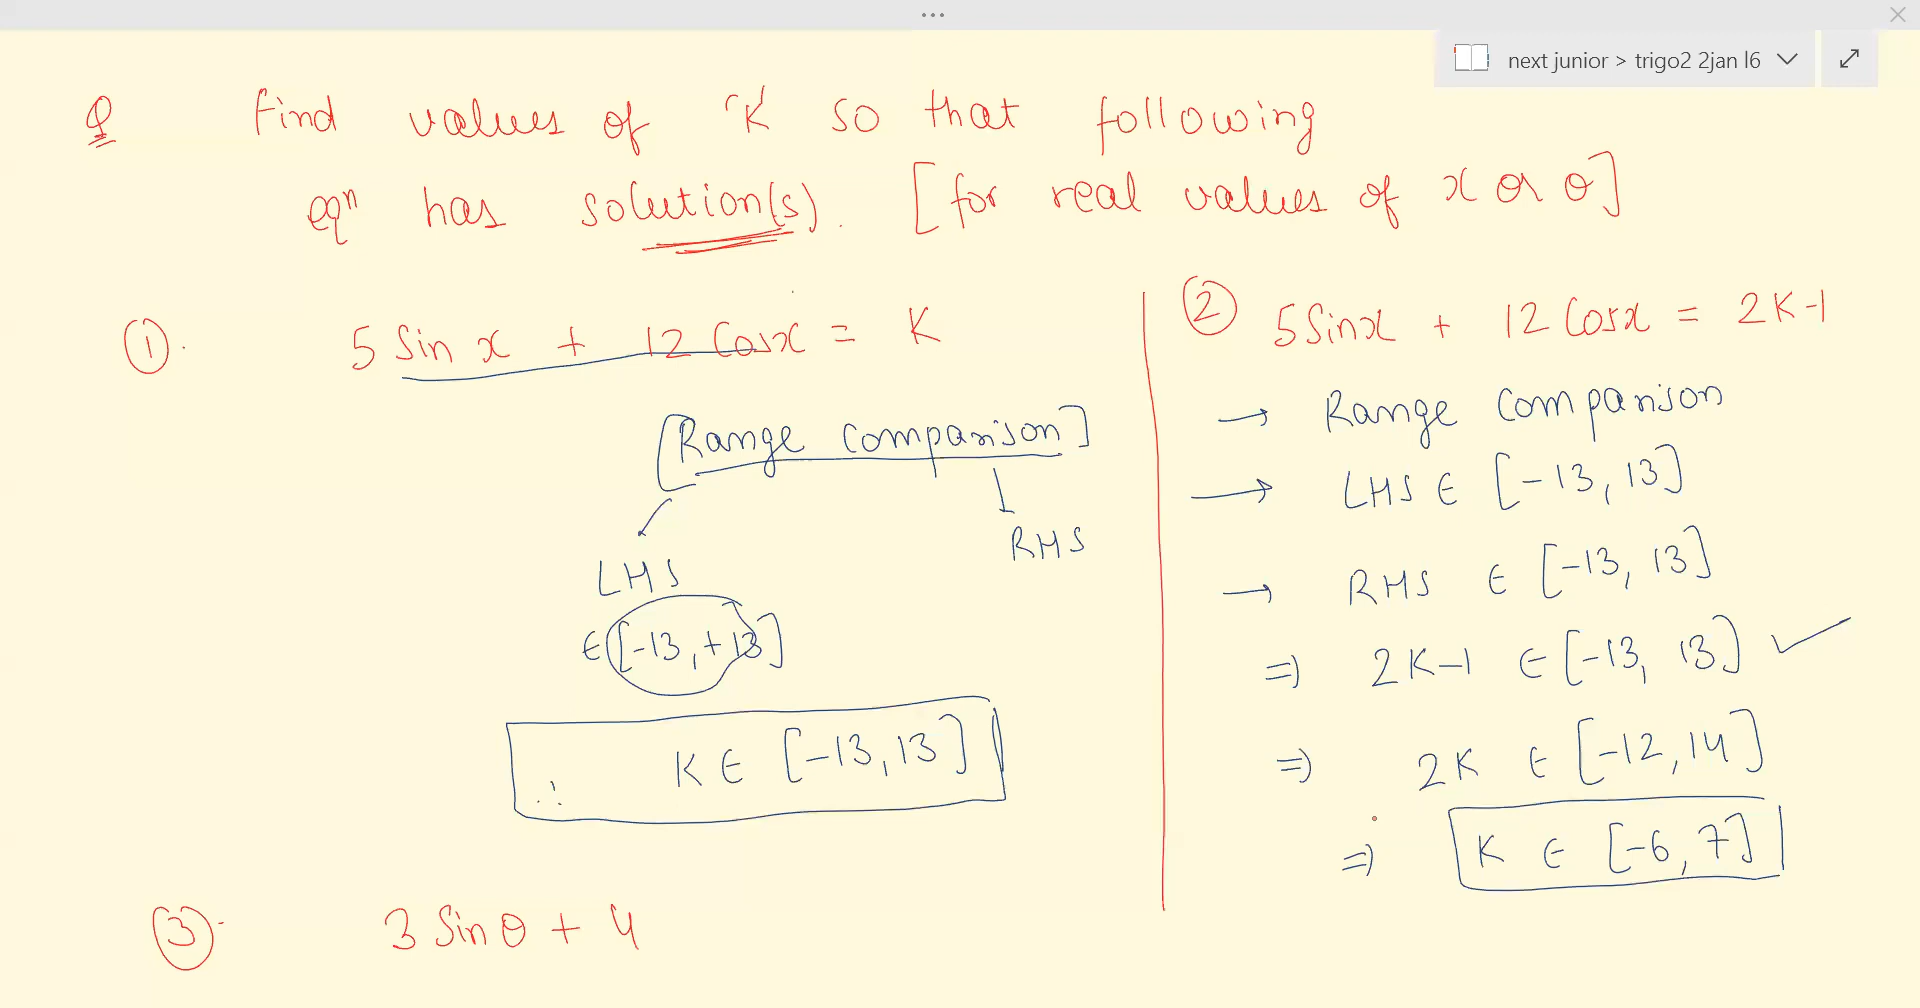 next junior > trigo2 2jan l6
Q Find values of 'K' so that following
eqⁿ has solution(s). [for real values of x or θ]
① 5 Sin x + 12 Cosx = K
[Range comparison]
LHS
RHS
∈ [-13, +13]
∴ K ∈ [-13, 13]
② 5 Sinx + 12 Cosx = 2K-1
→ Range comparison
→ LHS ∈ [-13, 13]
→ RHS ∈ [-13, 13]
⇒ 2K-1 ∈ [-13, 13] ✓
⇒ 2K ∈ [-12, 14]
⇒ K ∈ [-6, 7]
③ 3 Sin θ + 4